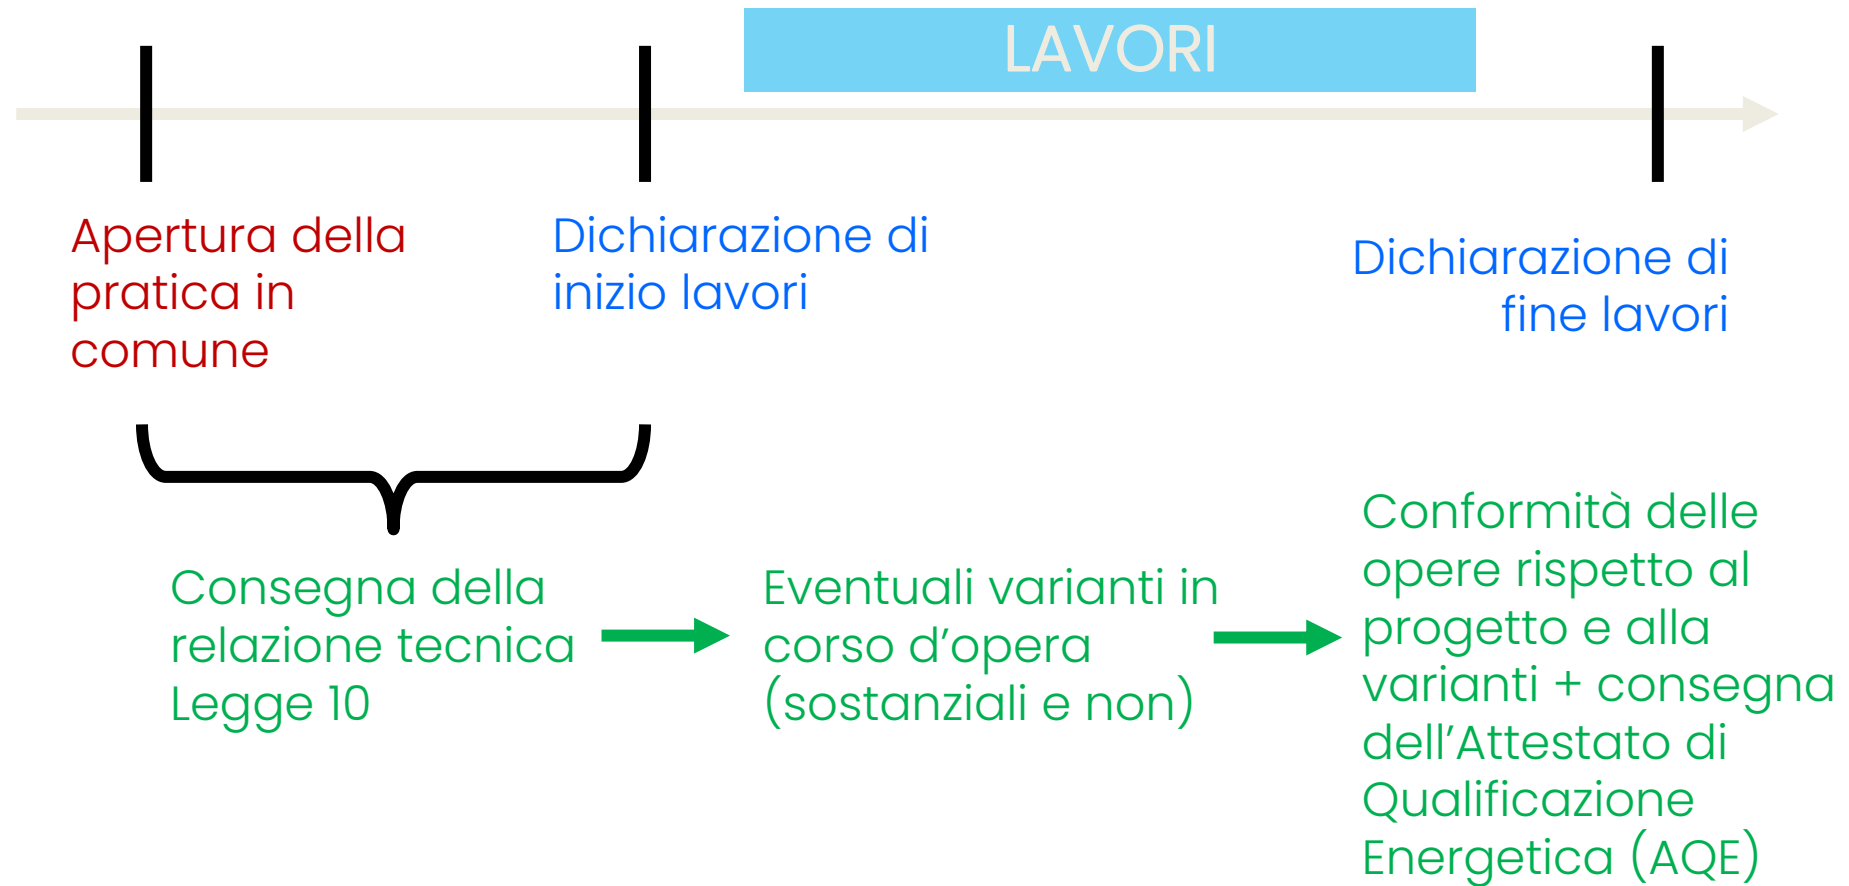 LAVORI
Apertura della
pratica in
comune
Dichiarazione di
inizio lavori
Dichiarazione di
fine lavori
Consegna della
relazione tecnica
Legge 10
Eventuali varianti in
corso d’opera
(sostanziali e non)
Conformità delle
opere rispetto al
progetto e alla
varianti + consegna
dell’Attestato di
Qualificazione
Energetica (AQE)